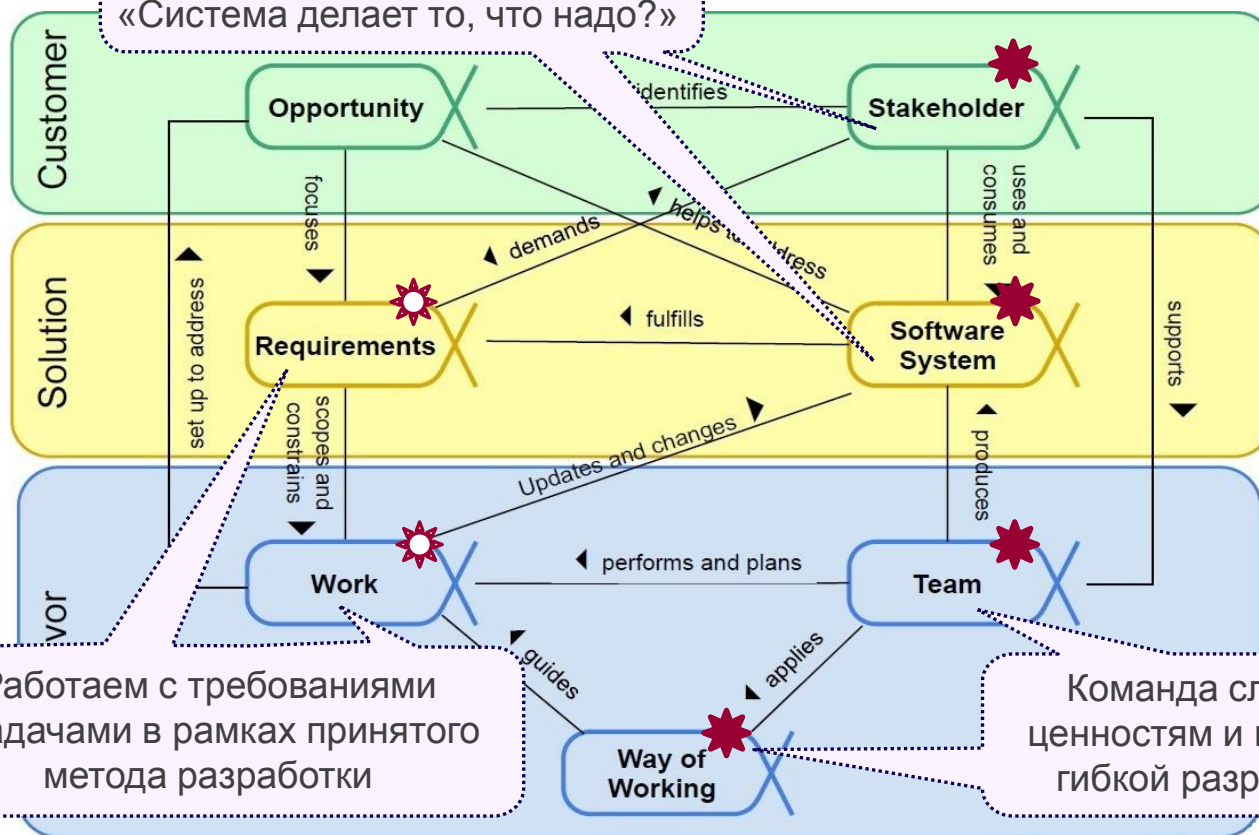 «Система делает то, что надо?»
Customer
Opportunity
identifies
Stakeholder
focuses
demands
helps to address
uses and
consumes
Solution
set up to address
Requirements
fulfills
Software
System
supports
scopes and
constrains
Updates and changes
produces
Work
performs and plans
Team
vor
guides
applies
Работаем с требованиями
адачами в рамках принятого
метода разработки
Way of
Working
Команда сл
ценностям и
гибкой разр